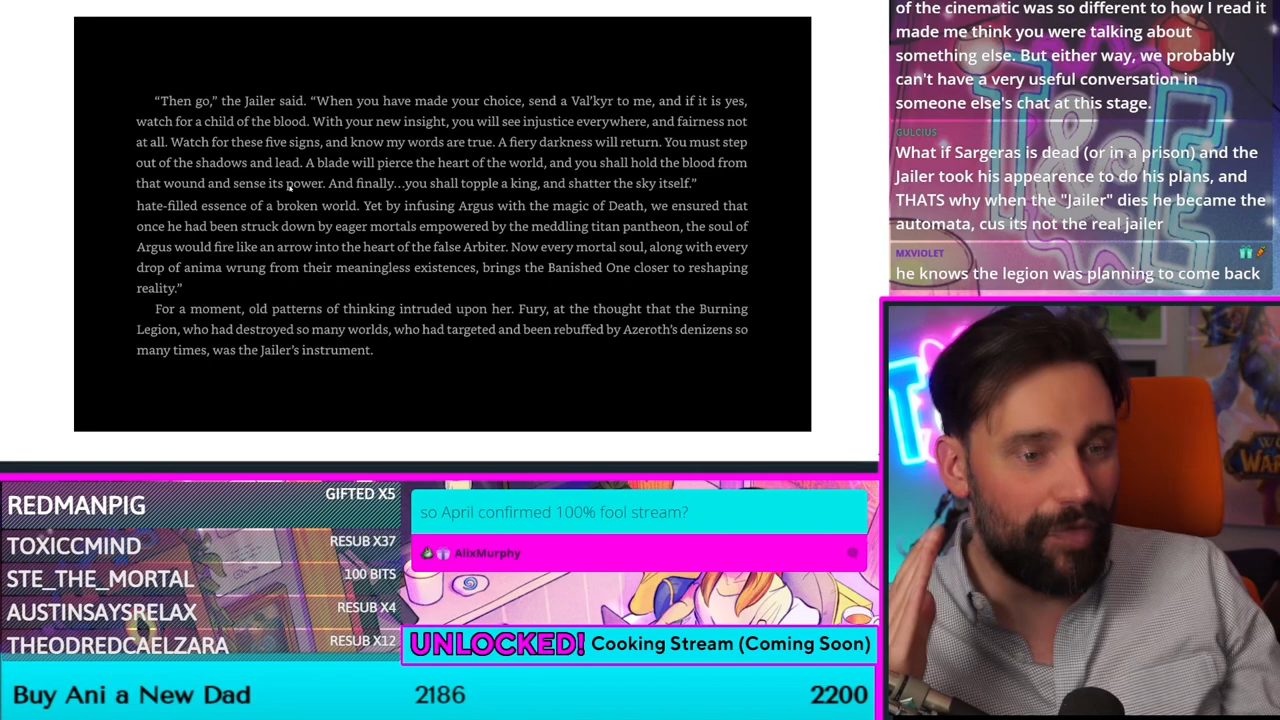 “Then go,” the Jailer said. “When you have made your choice, send a Val’kyr to me, and if it is yes,
watch for a child of the blood. With your new insight, you will see injustice everywhere, and fairness not
at all. Watch for these five signs, and know my words are true. A fiery darkness will return. You must step
out of the shadows and lead. A blade will pierce the heart of the world, and you shall hold the blood from
that wound and sense its power. And finally…you shall topple a king, and shatter the sky itself.”
hate-filled essence of a broken world. Yet by infusing Argus with the magic of Death, we ensured that
once he had been struck down by eager mortals empowered by the meddling titan pantheon, the soul of
Argus would fire like an arrow into the heart of the false Arbiter. Now every mortal soul, along with every
drop of anima wrung from their meaningless existences, brings the Banished One closer to reshaping
reality.”
For a moment, old patterns of thinking intruded upon her. Fury, at the thought that the Burning
Legion, who had destroyed so many worlds, who had targeted and been rebuffed by Azeroth’s denizens so
many times, was the Jailer’s instrument.
of the cinematic was so different to how I read it
made me think you were talking about
something else. But either way, we probably
can't have a very useful conversation in
someone else's chat at this stage.
GULCIUS
What if Sargeras is dead (or in a prison) and the
Jailer took his appearence to do his plans, and
THATS why when the "Jailer" dies he became the
automata, cus its not the real jailer
MXVIOLET
he knows the legion was planning to come back
REDMANPIG GIFTED X5
TOXICCMIND RESUB X37
STE_THE_MORTAL 100 BITS
AUSTINSAYSRELAX RESUB X4
THEODREDCAELZARA RESUB X12
so April confirmed 100% fool stream?
AlixMurphy
UNLOCKED! Cooking Stream (Coming Soon)
Buy Ani a New Dad 2186 2200